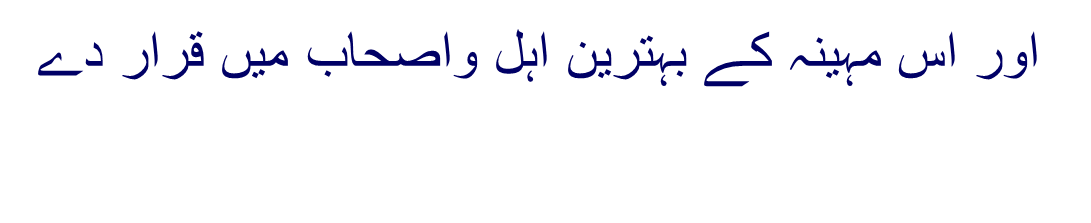 اور اس مہینہ کے بہترین اہل واصحاب میں قرار دے